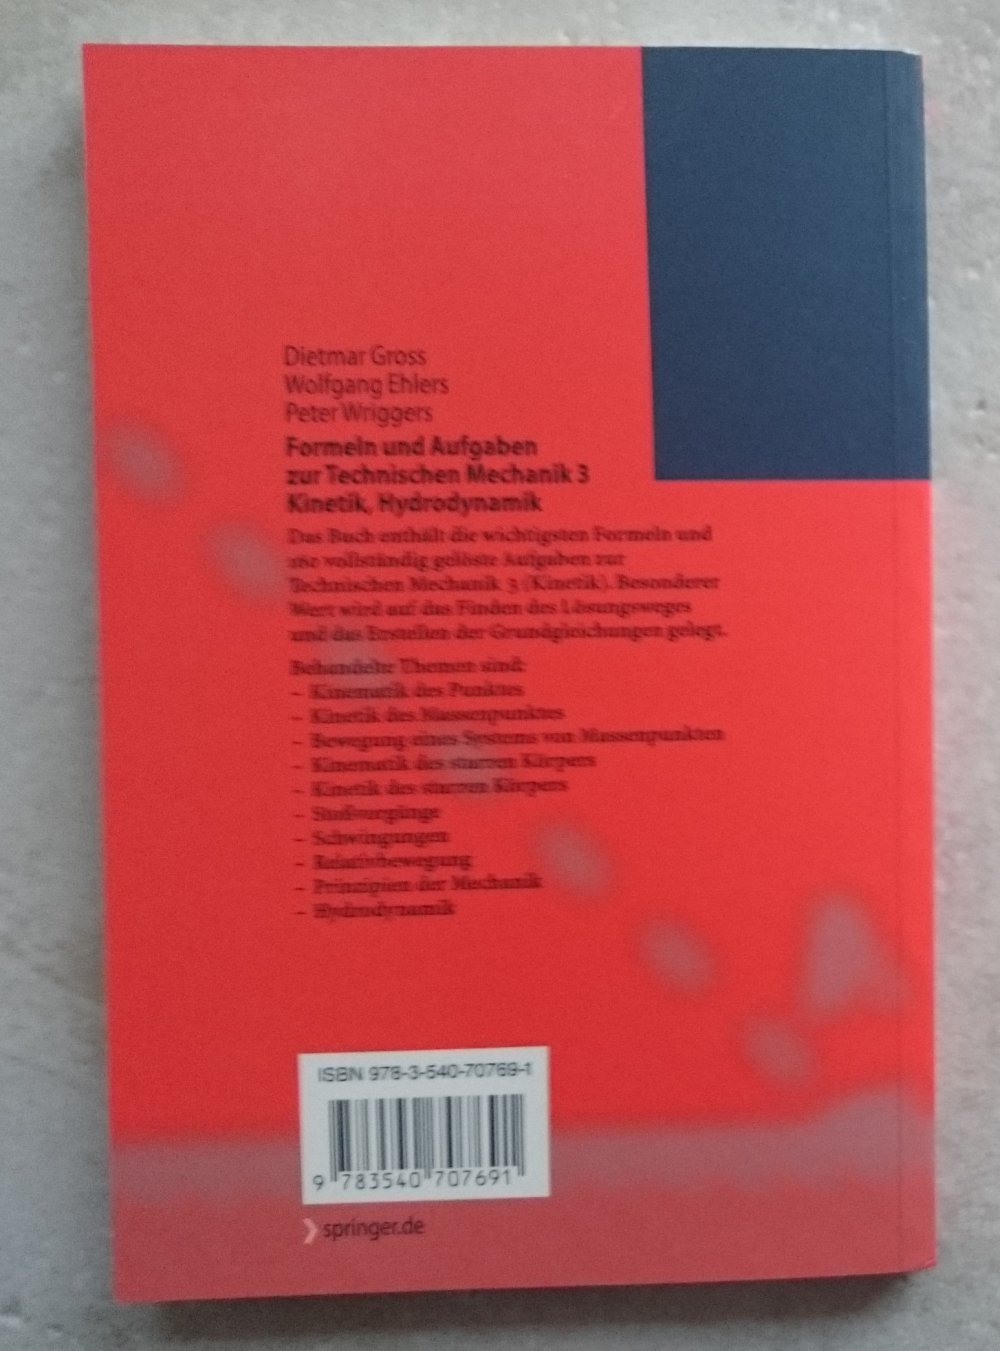 Dietmar Gross
Wolfgang Ehlers
Peter Wriggers
Formeln und Aufgaben
zur Technischen Mechanik 3
Kinetik, Hydrodynamik
Das Buch enthält die wichtigsten Formeln und
vollständig gelöste Aufgaben zur
Technischen Mechanik 3 (Kinetik). Besonderer
Wert wird auf das Finden des Lösungsweges
und das Erstellen der Grundgleichungen gelegt.
Behandelte Themen sind:
– Kinematik des Punktes
– Kinetik des Massenpunktes
– Bewegung eines Systems von Massenpunkten
– Kinematik des starren Körpers
– Kinetik des starren Körpers
– Stoßvorgänge
– Schwingungen
– Relativbewegung
– Prinzipien der Mechanik
– Hydrodynamik
ISBN 978-3-540-70769-1
9 783540 707691
springer.de